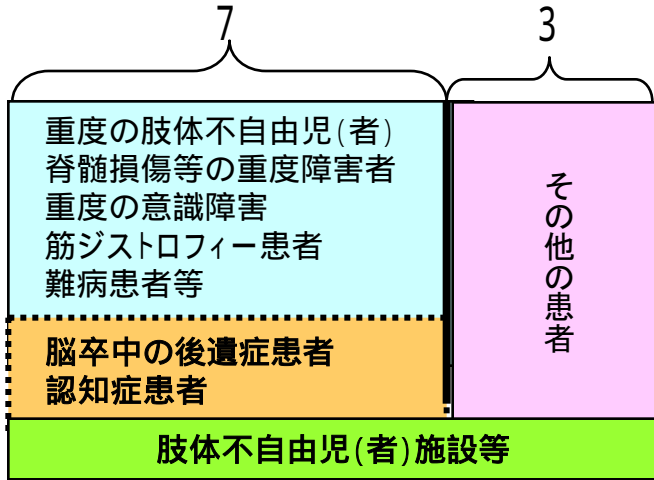 7
3
重度の肢体不自由児(者)
脊髄損傷等の重度障害者
重度の意識障害
筋ジストロフィー患者
難病患者等
脳卒中の後遺症患者
認知症患者
その他の患者
肢体不自由児(者)施設等